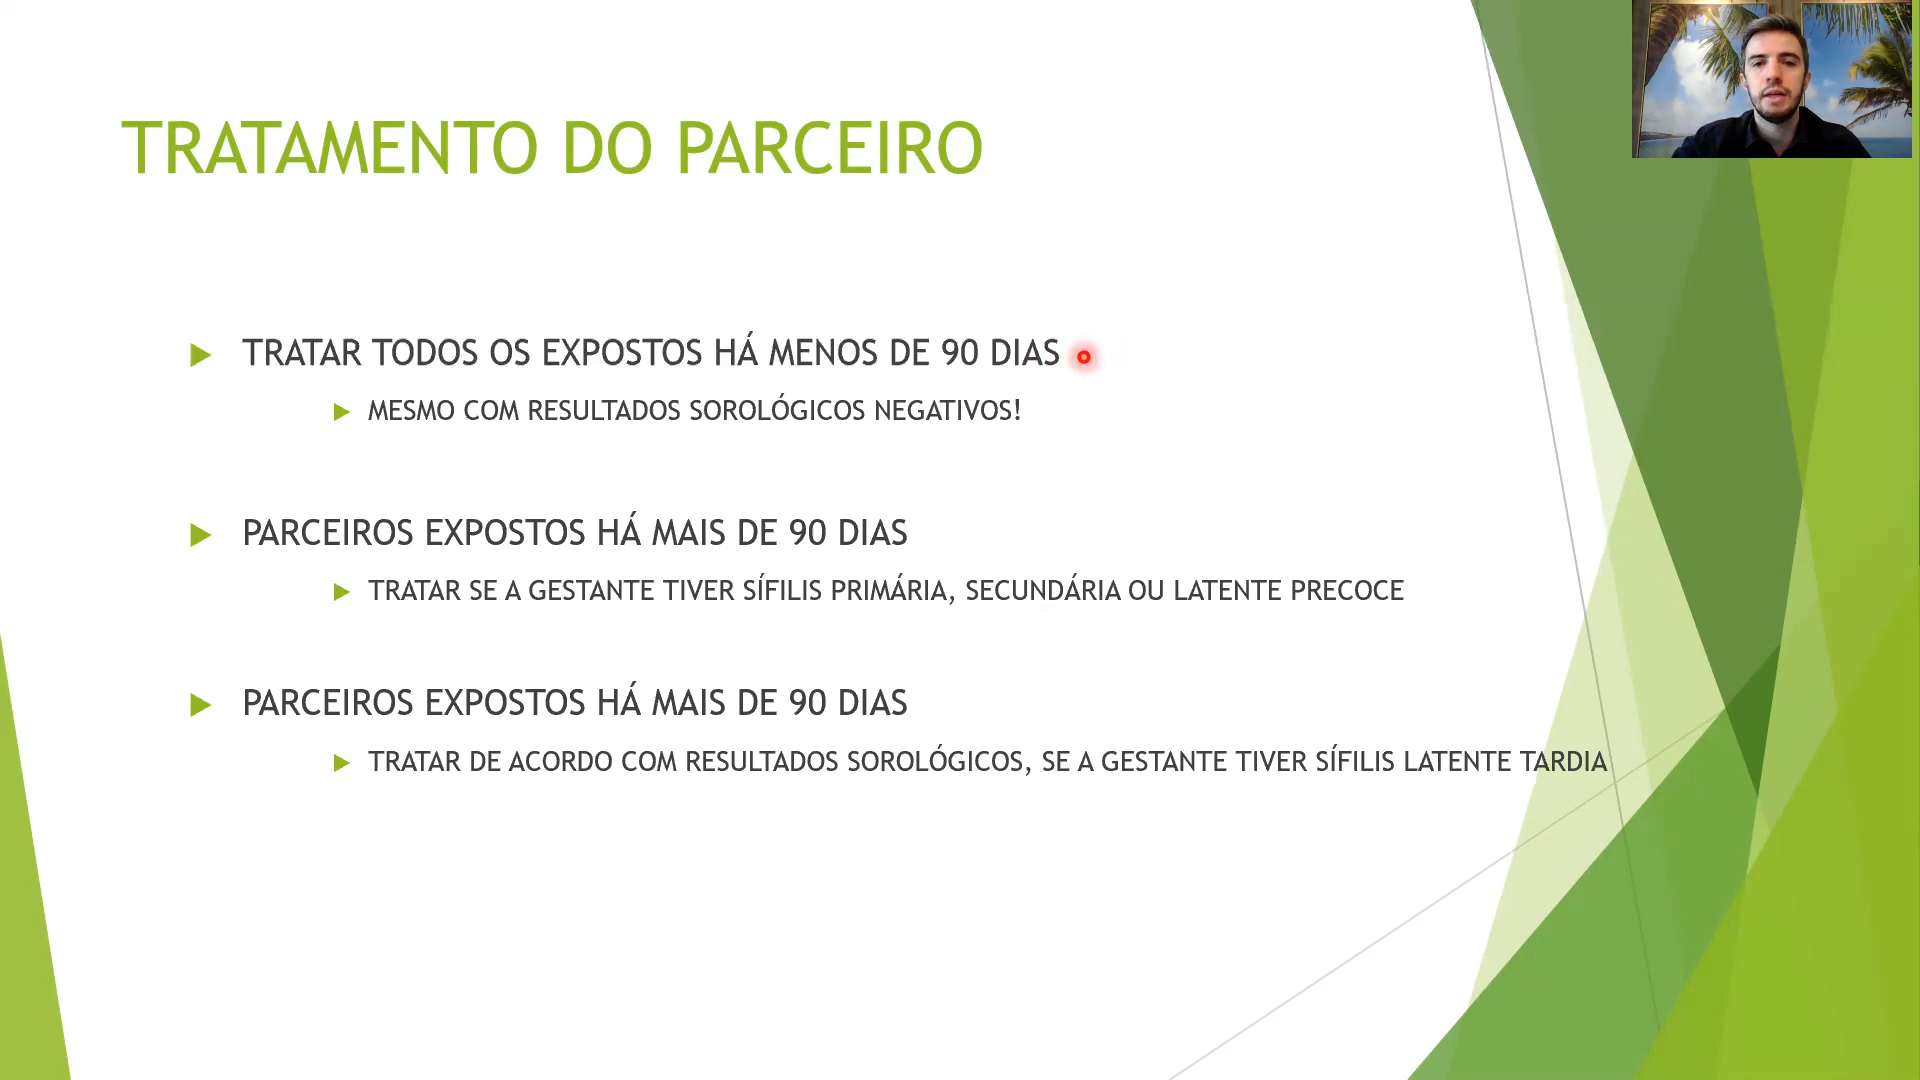 TRATAMENTO DO PARCEIRO
TRATAR TODOS OS EXPOSTOS HÁ MENOS DE 90 DIAS
MESMO COM RESULTADOS SOROLÓGICOS NEGATIVOS!
PARCEIROS EXPOSTOS HÁ MAIS DE 90 DIAS
TRATAR SE A GESTANTE TIVER SÍFILIS PRIMÁRIA, SECUNDÁRIA OU LATENTE PRECOCE
PARCEIROS EXPOSTOS HÁ MAIS DE 90 DIAS
TRATAR DE ACORDO COM RESULTADOS SOROLÓGICOS, SE A GESTANTE TIVER SÍFILIS LATENTE TARDIA